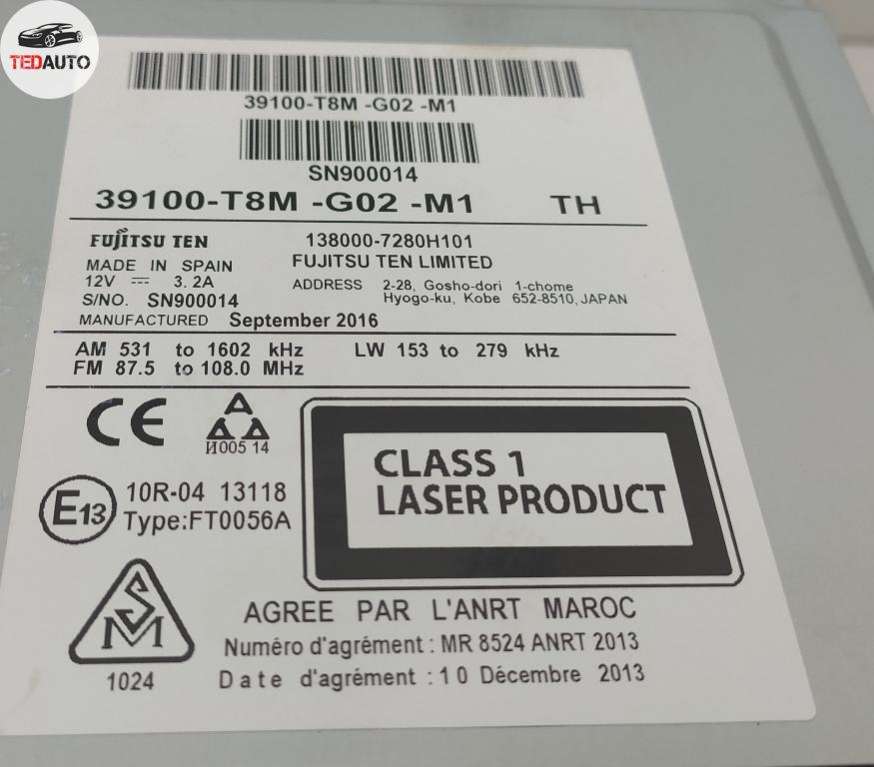 TEDAUTO
39100-T8M -G02 -M1
SN900014
39100-T8M -G02 -M1 TH
FUJITSU TEN 138000-7280H101
MADE IN SPAIN FUJITSU TEN LIMITED
12V ⎓ 3.2A ADDRESS 2-28, Gosho-dori 1-chome
S/NO. SN900014 Hyogo-ku, Kobe 652-8510, JAPAN
MANUFACTURED September 2016
AM 531 to 1602 kHz LW 153 to 279 kHz
FM 87.5 to 108.0 MHz
CE
И005 14
CLASS 1
LASER PRODUCT
E13 10R-04 13118
Type:FT0056A
SM
1024
AGREE PAR L'ANRT MAROC
Numéro d'agrément : MR 8524 ANRT 2013
Date d'agrément : 10 Décembre 2013